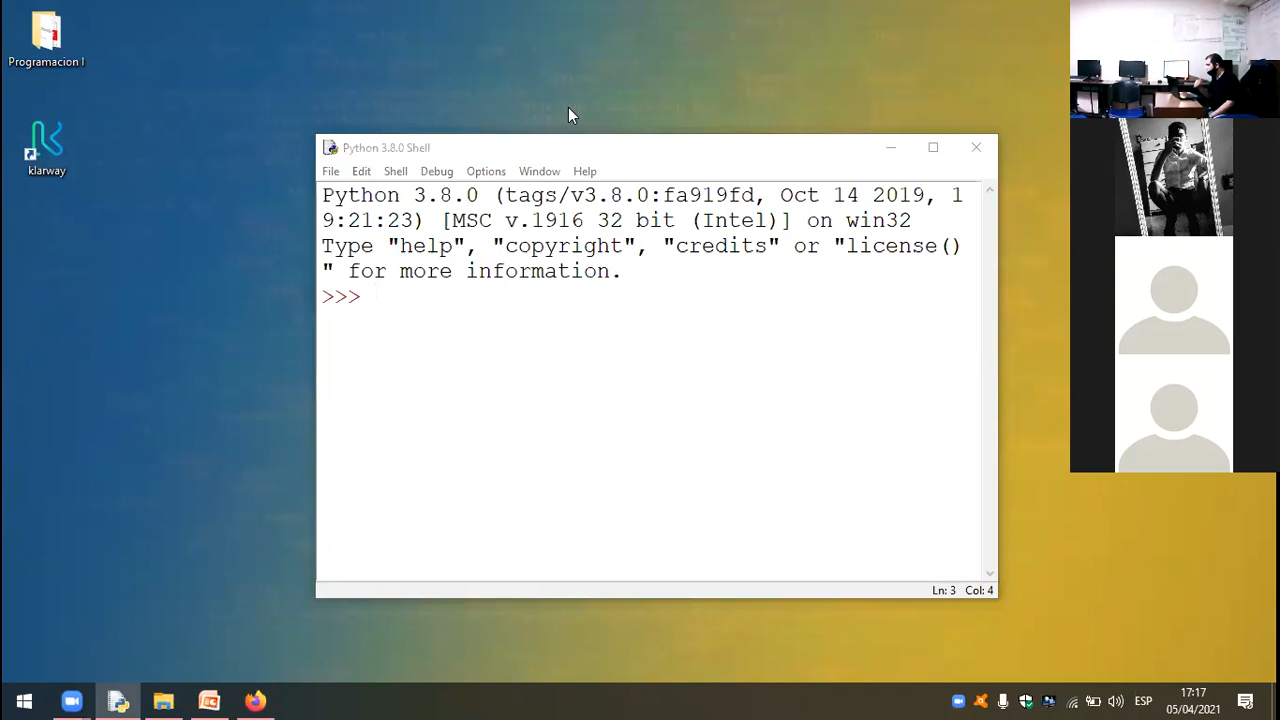 Programacion I
klarway
Python 3.8.0 Shell
File Edit Shell Debug Options Window Help
Python 3.8.0 (tags/v3.8.0:fa919fd, Oct 14 2019, 1
9:21:23) [MSC v.1916 32 bit (Intel)] on win32
Type "help", "copyright", "credits" or "license()
" for more information.
>>>
Ln: 3 Col: 4
ESP
17:17
05/04/2021